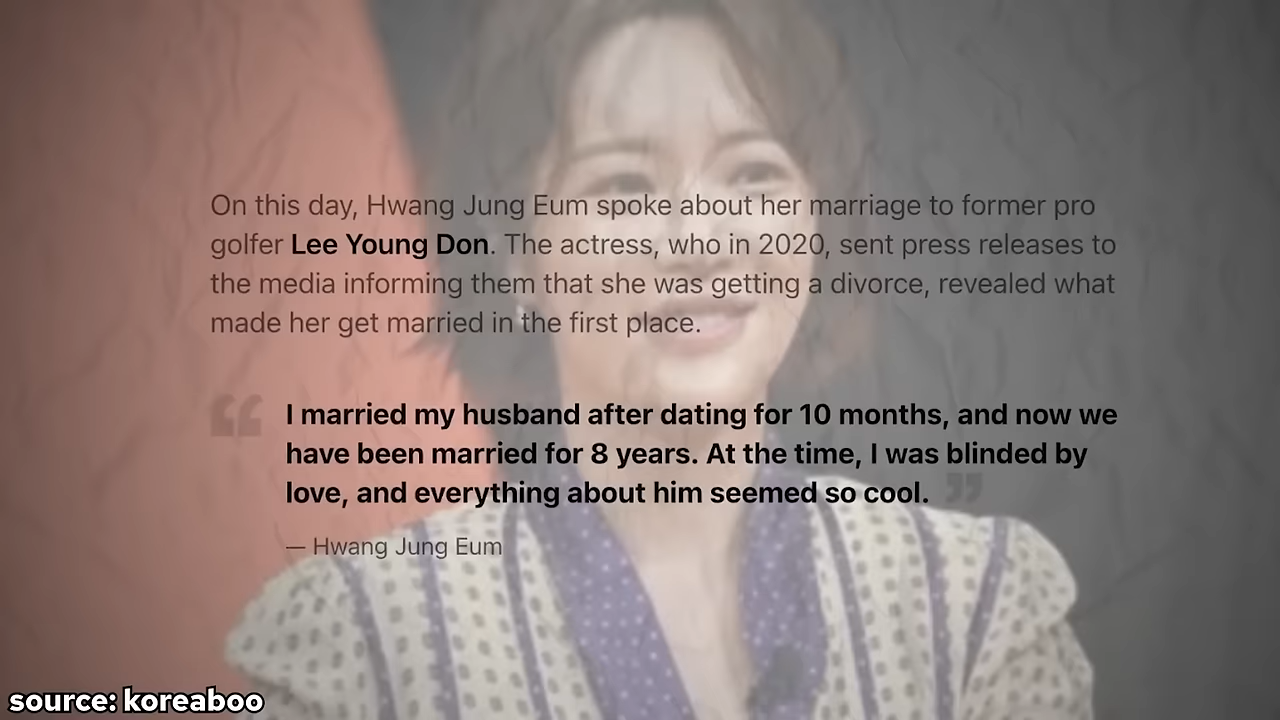 On this day, Hwang Jung Eum spoke about her marriage to former pro
golfer Lee Young Don. The actress, who in 2020, sent press releases to
the media informing them that she was getting a divorce, revealed what
made her get married in the first place.
“ I married my husband after dating for 10 months, and now we
have been married for 8 years. At the time, I was blinded by
love, and everything about him seemed so cool. ”
— Hwang Jung Eum
source: koreaboo